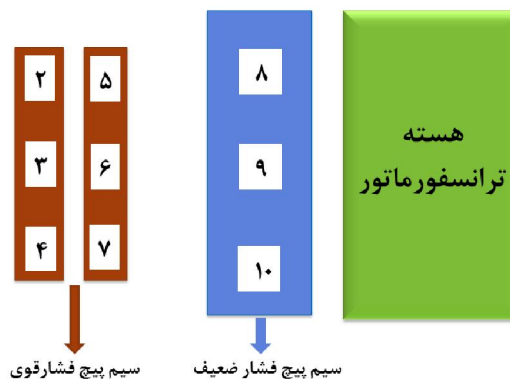 ۲ ۵ ۸
هسته
ترانسفورماتور
۳ ۶ ۹
۴ ۷ ۱۰
سیم پیچ فشار ضعیف
سیم پیچ فشارقوی